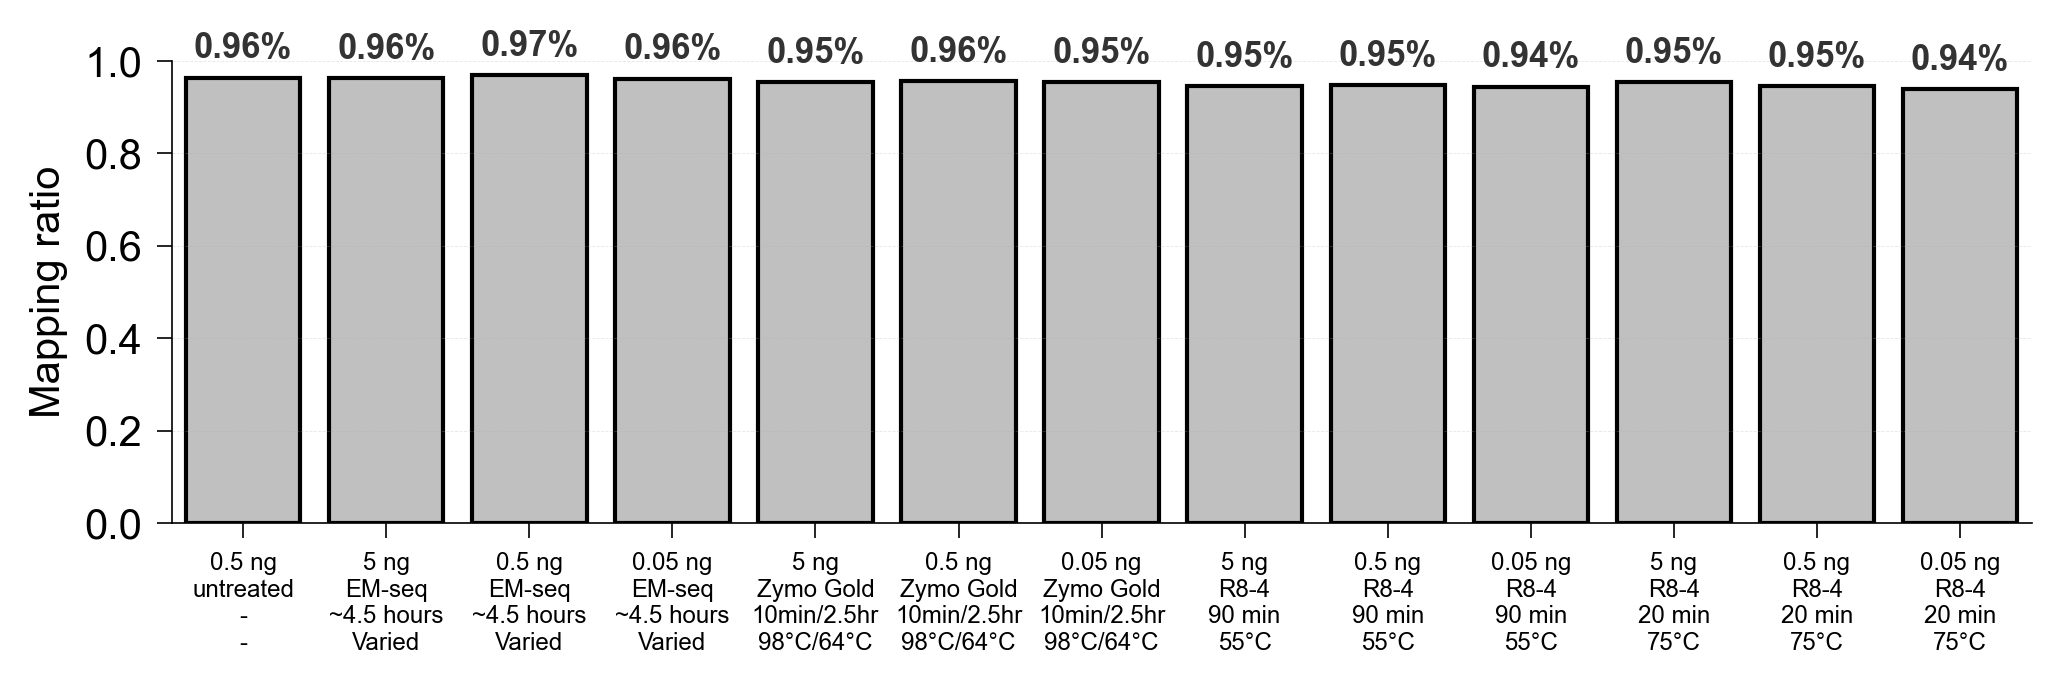 0.96% 0.96% 0.97% 0.96% 0.95% 0.96% 0.95% 0.95% 0.95% 0.94% 0.95% 0.95% 0.94%
Mapping ratio
1.0
0.8
0.6
0.4
0.2
0.0
0.5 ng 5 ng 0.5 ng 0.05 ng 5 ng 0.5 ng 0.05 ng 5 ng 0.5 ng 0.05 ng 5 ng 0.5 ng 0.05 ng
untreated EM-seq EM-seq EM-seq Zymo Gold Zymo Gold Zymo Gold R8-4 R8-4 R8-4 R8-4 R8-4 R8-4
- ~4.5 hours ~4.5 hours ~4.5 hours 10min/2.5hr 10min/2.5hr 10min/2.5hr 90 min 90 min 90 min 20 min 20 min 20 min
- Varied Varied Varied 98°C/64°C 98°C/64°C 98°C/64°C 55°C 55°C 55°C 75°C 75°C 75°C